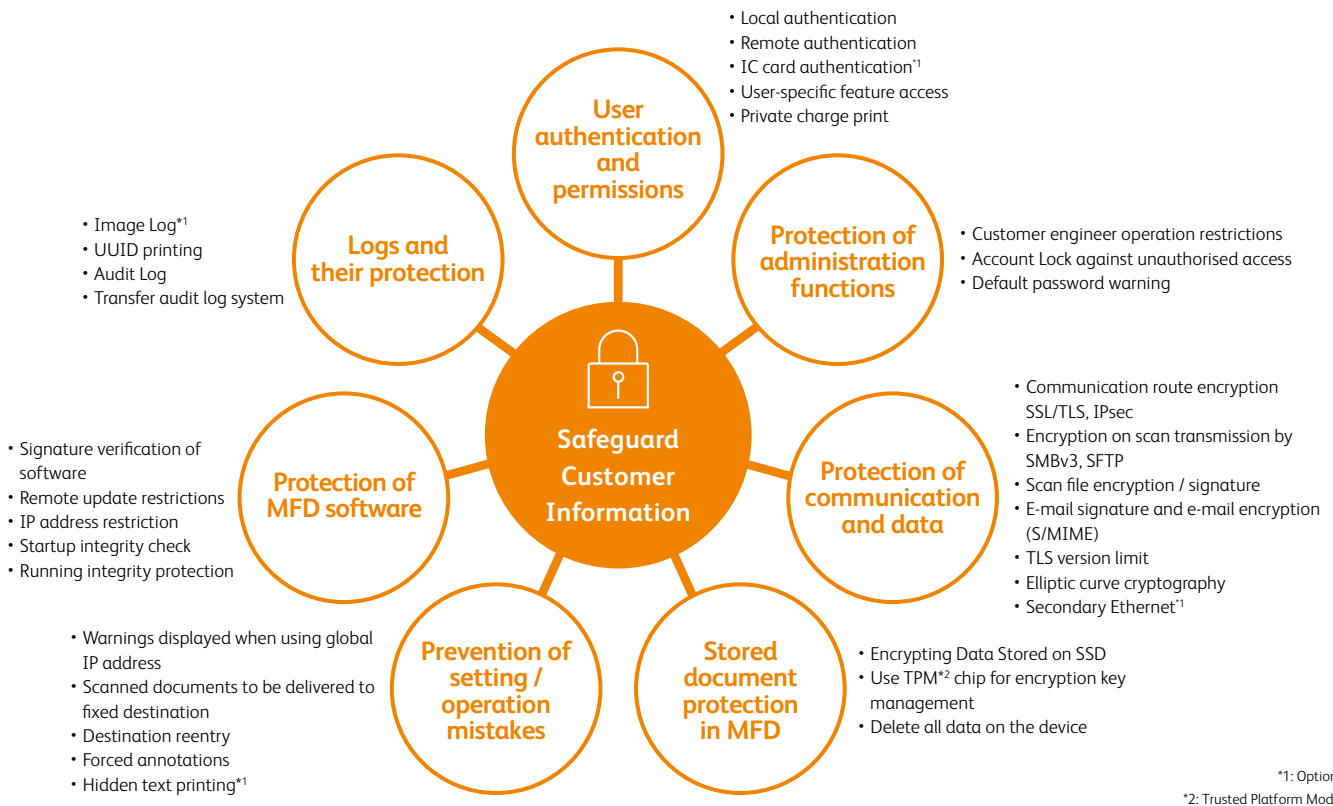 • Local authentication
• Remote authentication
• IC card authentication*1
• User-specific feature access
• Private charge print
User
authentication
and
permissions
• Image Log*1
• UUID printing
• Audit Log
• Transfer audit log system
Logs and
their protection
Protection of
administration
functions
• Customer engineer operation restrictions
• Account Lock against unauthorised access
• Default password warning
Safeguard
Customer
Information
• Signature verification of
software
• Remote update restrictions
• IP address restriction
• Startup integrity check
• Running integrity protection
Protection of
MFD software
Protection of
communication
and data
• Communication route encryption
SSL/TLS, IPsec
• Encryption on scan transmission by
SMBv3, SFTP
• Scan file encryption / signature
• E-mail signature and e-mail encryption
(S/MIME)
• TLS version limit
• Elliptic curve cryptography
• Secondary Ethernet*1
• Warnings displayed when using global
IP address
• Scanned documents to be delivered to
fixed destination
• Destination reentry
• Forced annotations
• Hidden text printing*1
Prevention of
setting /
operation
mistakes
Stored
document
protection
in MFD
• Encrypting Data Stored on SSD
• Use TPM*2 chip for encryption key
management
• Delete all data on the device
*1: Option
*2: Trusted Platform Mod